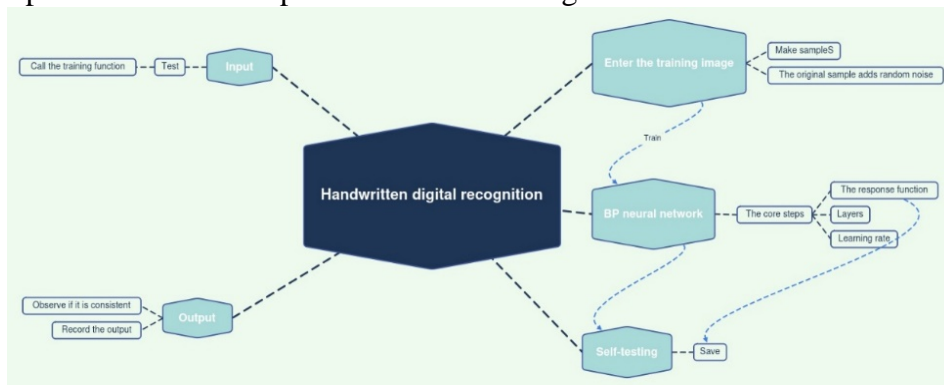 Call the training function
Test
Input
Enter the training image
Make sampleS
The original sample adds random noise
Train
Handwritten digital recognition
BP neural network
The core steps
The response function
Layers
Learning rate
Observe if it is consistent
Record the output
Output
Self-testing
Save